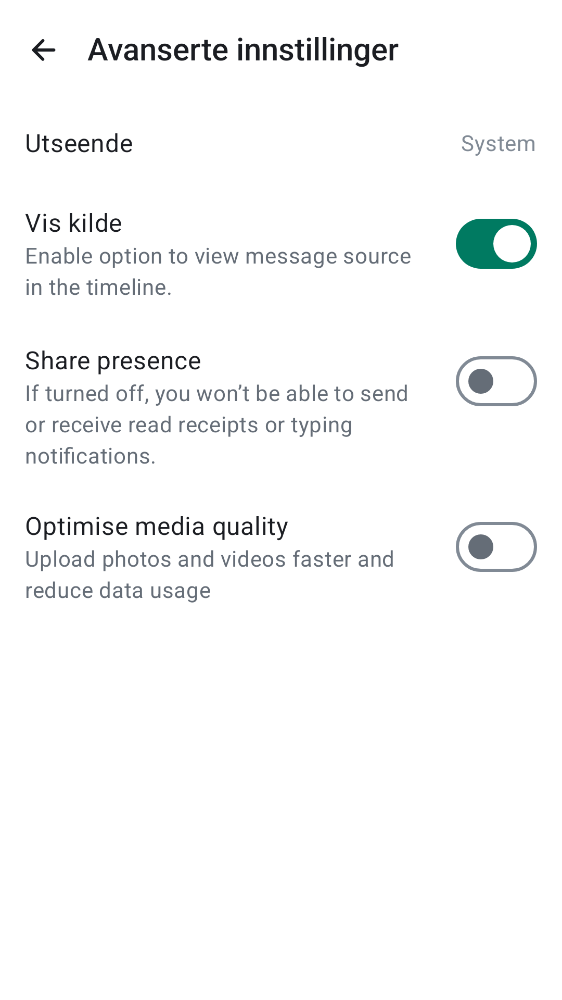 Avanserte innstillinger
Utseende
System
Vis kilde
Enable option to view message source
in the timeline.
Share presence
If turned off, you won’t be able to send
or receive read receipts or typing
notifications.
Optimise media quality
Upload photos and videos faster and
reduce data usage